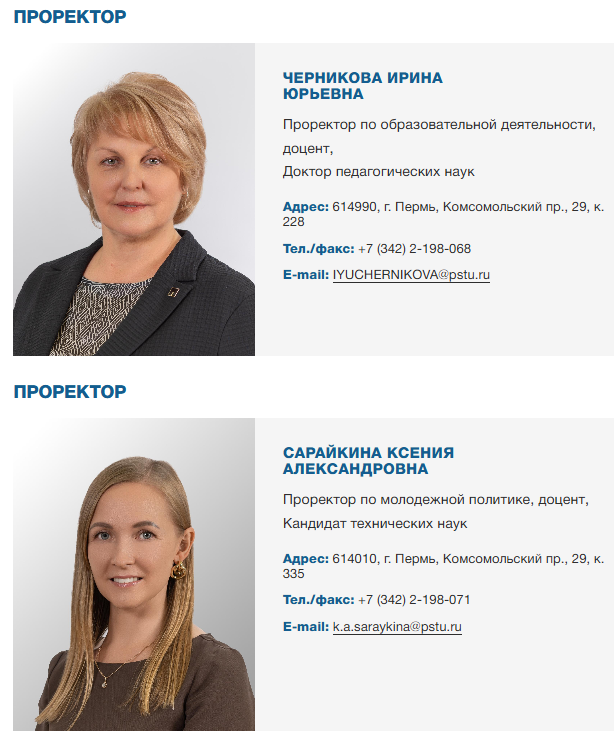 ПРОРЕКТОР
ЧЕРНИКОВА ИРИНА
ЮРЬЕВНА
Проректор по образовательной деятельности,
доцент,
Доктор педагогических наук
Адрес: 614990, г. Пермь, Комсомольский пр., 29, к.
228
Тел./факс: +7 (342) 2-198-068
E-mail: IYUCHERNIKOVA@pstu.ru
ПРОРЕКТОР
САРАЙКИНА КСЕНИЯ
АЛЕКСАНДРОВНА
Проректор по молодежной политике, доцент,
Кандидат технических наук
Адрес: 614010, г. Пермь, Комсомольский пр., 29, к.
335
Тел./факс: +7 (342) 2-198-071
E-mail: k.a.saraykina@pstu.ru